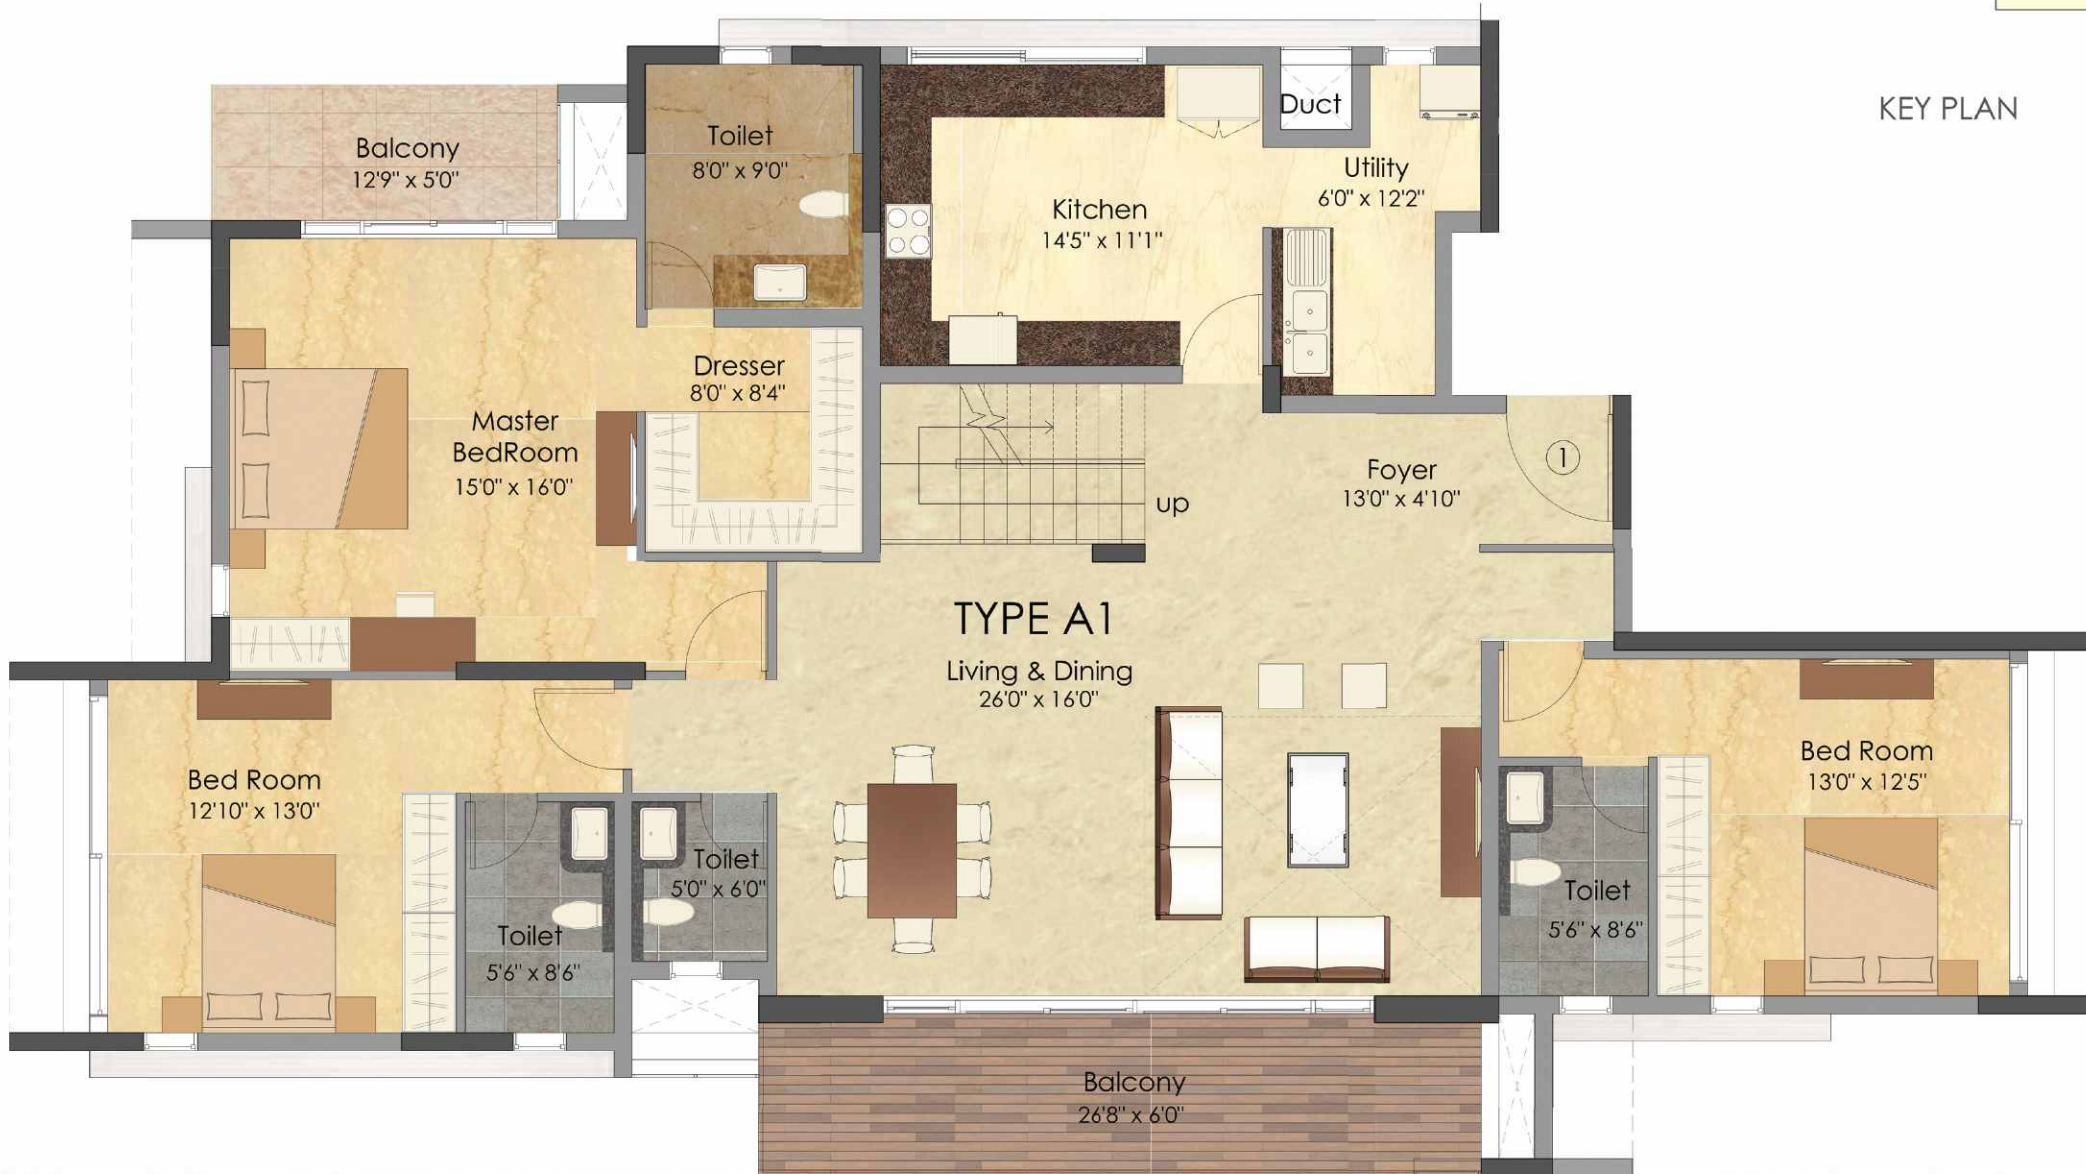 KEY PLAN
Balcony
12'9" x 5'0"
Toilet
8'0" x 9'0"
Duct
Utility
6'0" x 12'2"
Kitchen
14'5" x 11'1"
Dresser
8'0" x 8'4"
Master
BedRoom
15'0" x 16'0"
up
Foyer
13'0" x 4'10"
1
TYPE A1
Living & Dining
26'0" x 16'0"
Bed Room
12'10" x 13'0"
Bed Room
13'0" x 12'5"
Toilet
5'0" x 6'0"
Toilet
5'6" x 8'6"
Toilet
5'6" x 8'6"
Balcony
26'8" x 6'0"